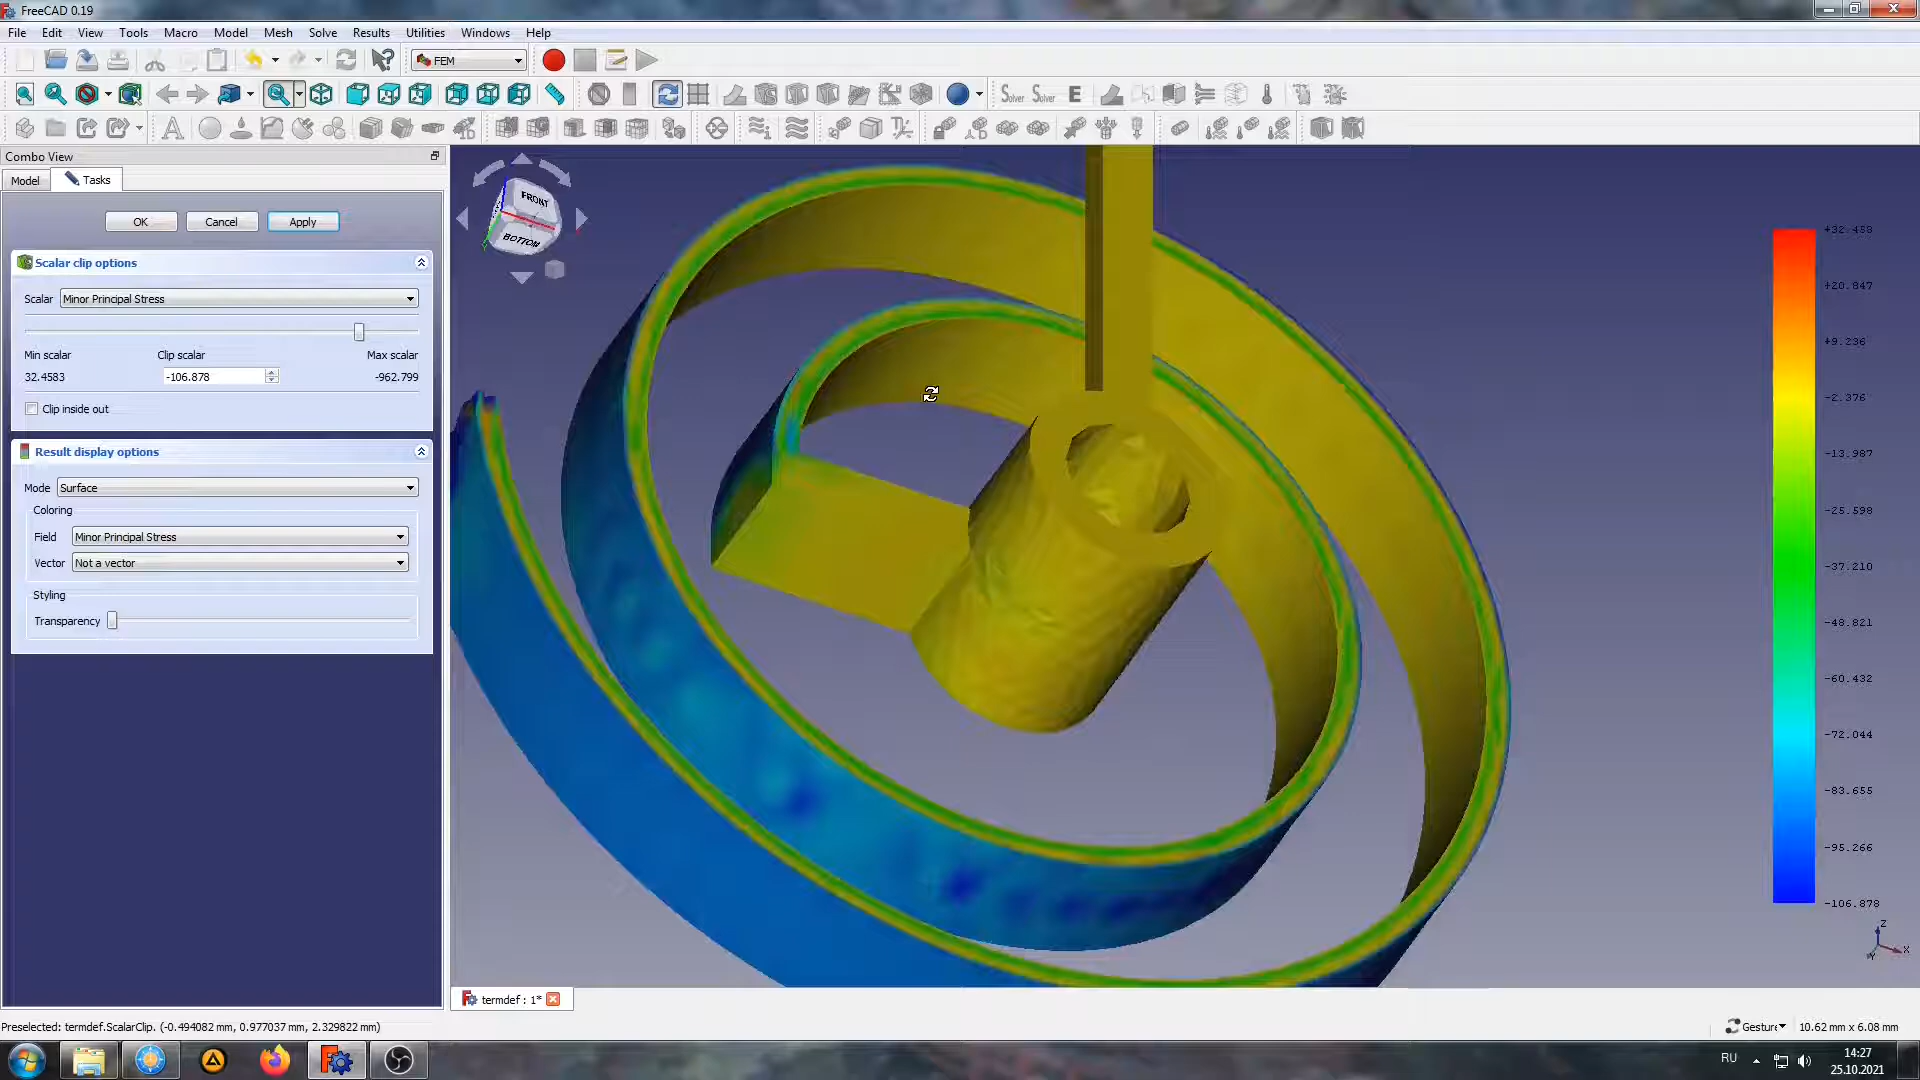 FreeCAD 0.19
File Edit View Tools Macro Model Mesh Solve Results Utilities Windows Help
FEM
Solver Solver E
Combo View
Model Tasks
OK Cancel Apply
Scalar clip options
Scalar Minor Principal Stress
Min scalar Clip scalar Max scalar
32.4583 -106.878 -962.799
Clip inside out
Result display options
Mode Surface
Coloring
Field Minor Principal Stress
Vector Not a vector
Styling
Transparency
FRONT
BOTTOM
+32.458
+20.847
+9.236
-2.376
-13.987
-25.598
-37.210
-48.821
-60.432
-72.044
-83.655
-95.266
-106.878
Z
X
Y
termdef : 1*
Preselected: termdef.ScalarClip. (-0.494082 mm, 0.977037 mm, 2.329822 mm)
Gesture 10.62 mm x 6.08 mm
RU
14:27
25.10.2021